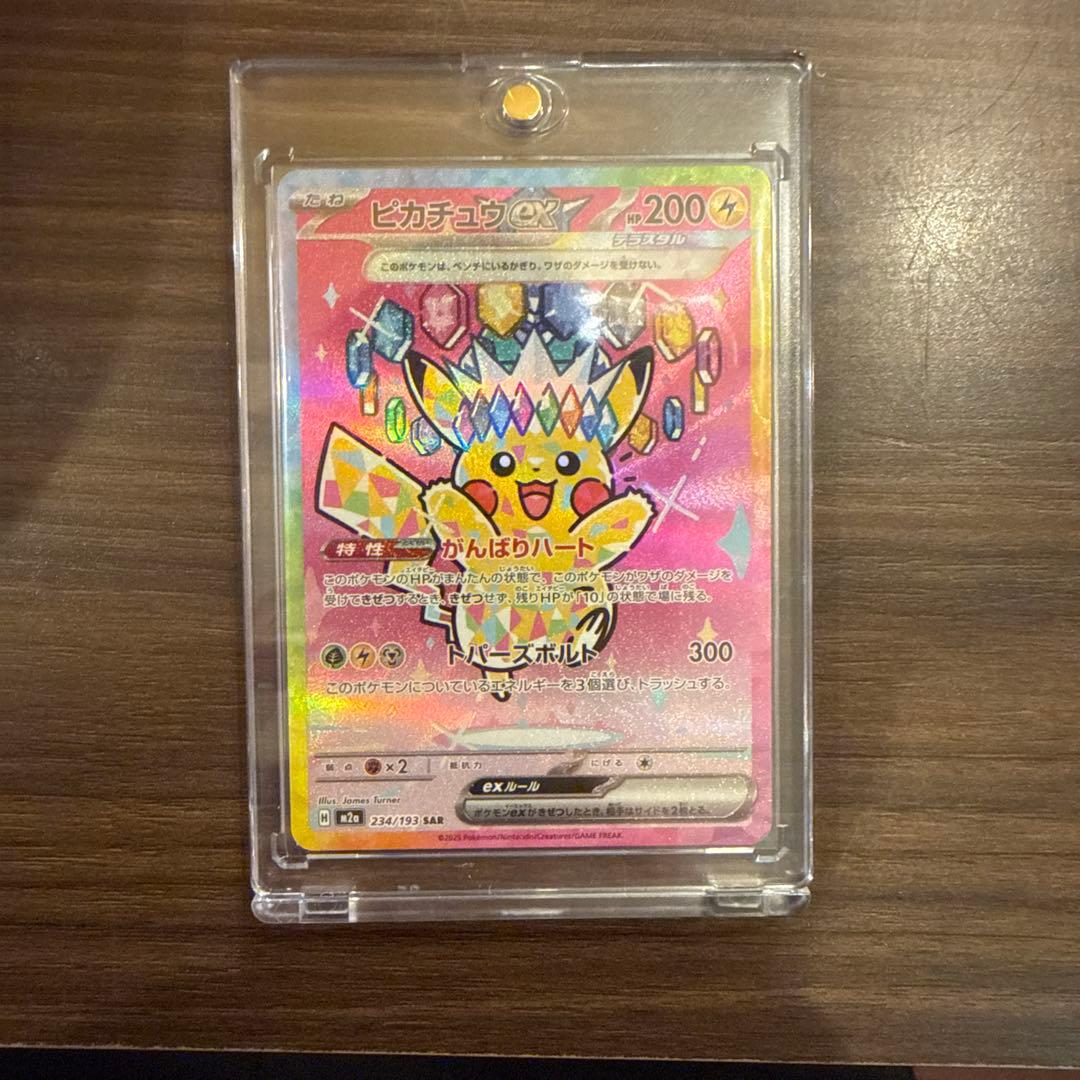 たね ピカチュウex HP200
テラスタル
このポケモンは、ベンチにいるかぎり、ワザのダメージを受けない。
特性 がんばりハート
このポケモンのHPがまんたんの状態で、このポケモンがワザのダメージを
受けてきぜつするとき、きぜつせず、残りHPが「10」の状態で場に残る。
トパーズボルト 300
このポケモンについているエネルギーを3個選び、トラッシュする。
弱点 ×2 抵抗力 にげる
exルール
ポケモンexがきぜつしたとき、相手はサイドを2枚とる。
Illus. James Turner
H M2a 234/193 SAR
©2025 Pokémon/Nintendo/Creatures/GAME FREAK.